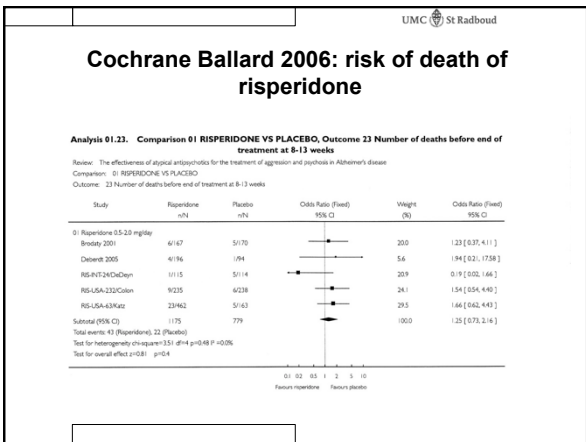 UMC St Radboud
Cochrane Ballard 2006: risk of death of
risperidone
Analysis 01.23. Comparison 01 RISPERIDONE VS PLACEBO, Outcome 23 Number of deaths before end of
treatment at 8-13 weeks
Review: The effectiveness of atypical antipsychotics for the treatment of aggression and psychosis in Alzheimer's disease
Comparison: 01 RISPERIDONE VS PLACEBO
Outcome: 23 Number of deaths before end of treatment at 8-13 weeks
Study Risperidone Placebo Odds Ratio (Fixed) Weight Odds Ratio (Fixed)
n/N n/N 95% CI (%) 95% CI
01 Risperidone 0.5-2.0 mg/day
Brodaty 2001 6/167 5/170 20.0 1.23 [ 0.37, 4.11 ]
Deberdt 2005 4/196 1/94 5.6 1.94 [ 0.21, 17.58 ]
RIS-INT-24/DeDeyn 1/115 5/114 20.9 0.19 [ 0.02, 1.66 ]
RIS-USA-232/Colon 9/235 6/238 24.1 1.54 [ 0.54, 4.40 ]
RIS-USA-63/Katz 23/462 5/163 29.5 1.66 [ 0.62, 4.43 ]
Subtotal (95% CI) 1175 779 100.0 1.25 [ 0.73, 2.16 ]
Total events: 43 (Risperidone), 22 (Placebo)
Test for heterogeneity chi-square=3.51 df=4 p=0.48 I² =0.0%
Test for overall effect z=0.81 p=0.4
0.1 0.2 0.5 1 2 5 10
Favours risperidone Favours placebo